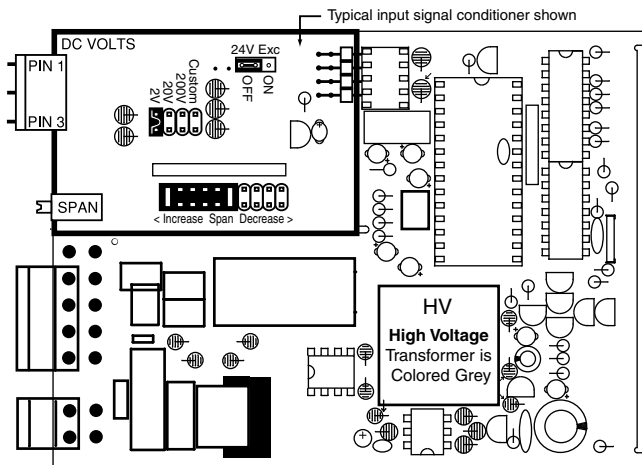 Typical input signal conditioner shown
DC VOLTS
24V Exc
PIN 1
OFF
ON
2V
20V
200V
Custom
PIN 3
SPAN
< Increase Span Decrease >
HV
High Voltage
Transformer is
Colored Grey